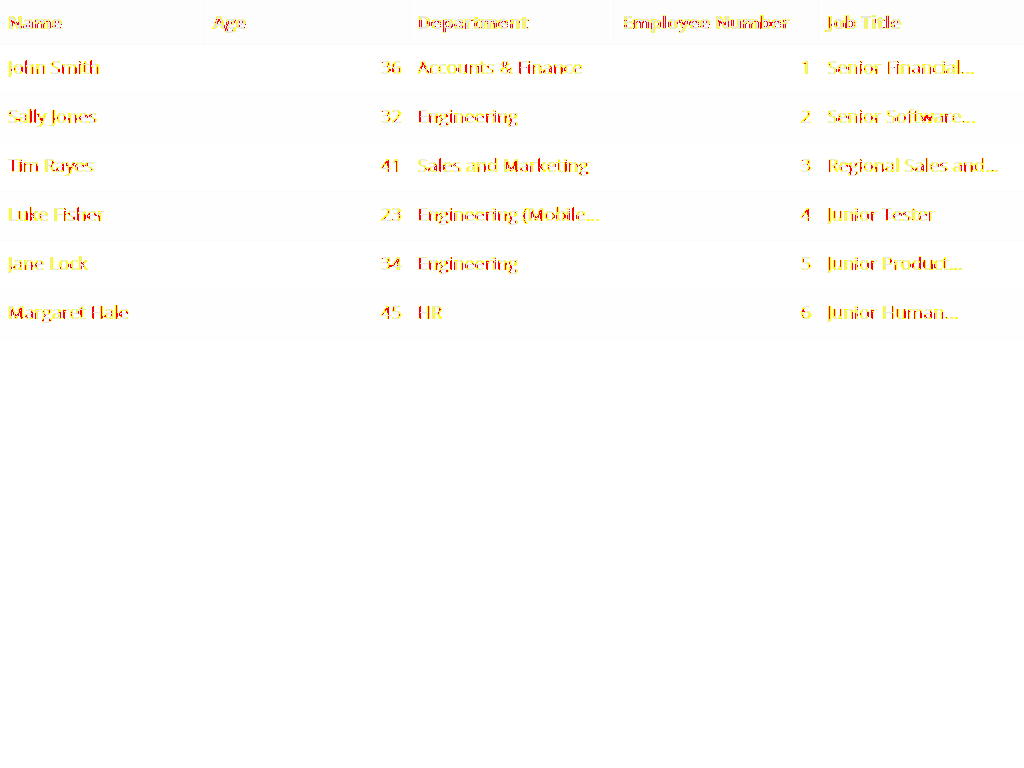 Name Age Department Employee Number Job Title
John Smith 36 Accounts & Finance 1 Senior Financial...
Sally Jones 32 Engineering 2 Senior Software...
Tim Rayes 41 Sales and Marketing 3 Regional Sales and...
Luke Fisher 23 Engineering (Mobile... 4 Junior Tester
Jane Lock 34 Engineering 5 Junior Product...
Margaret Hale 45 HR 6 Junior Human...